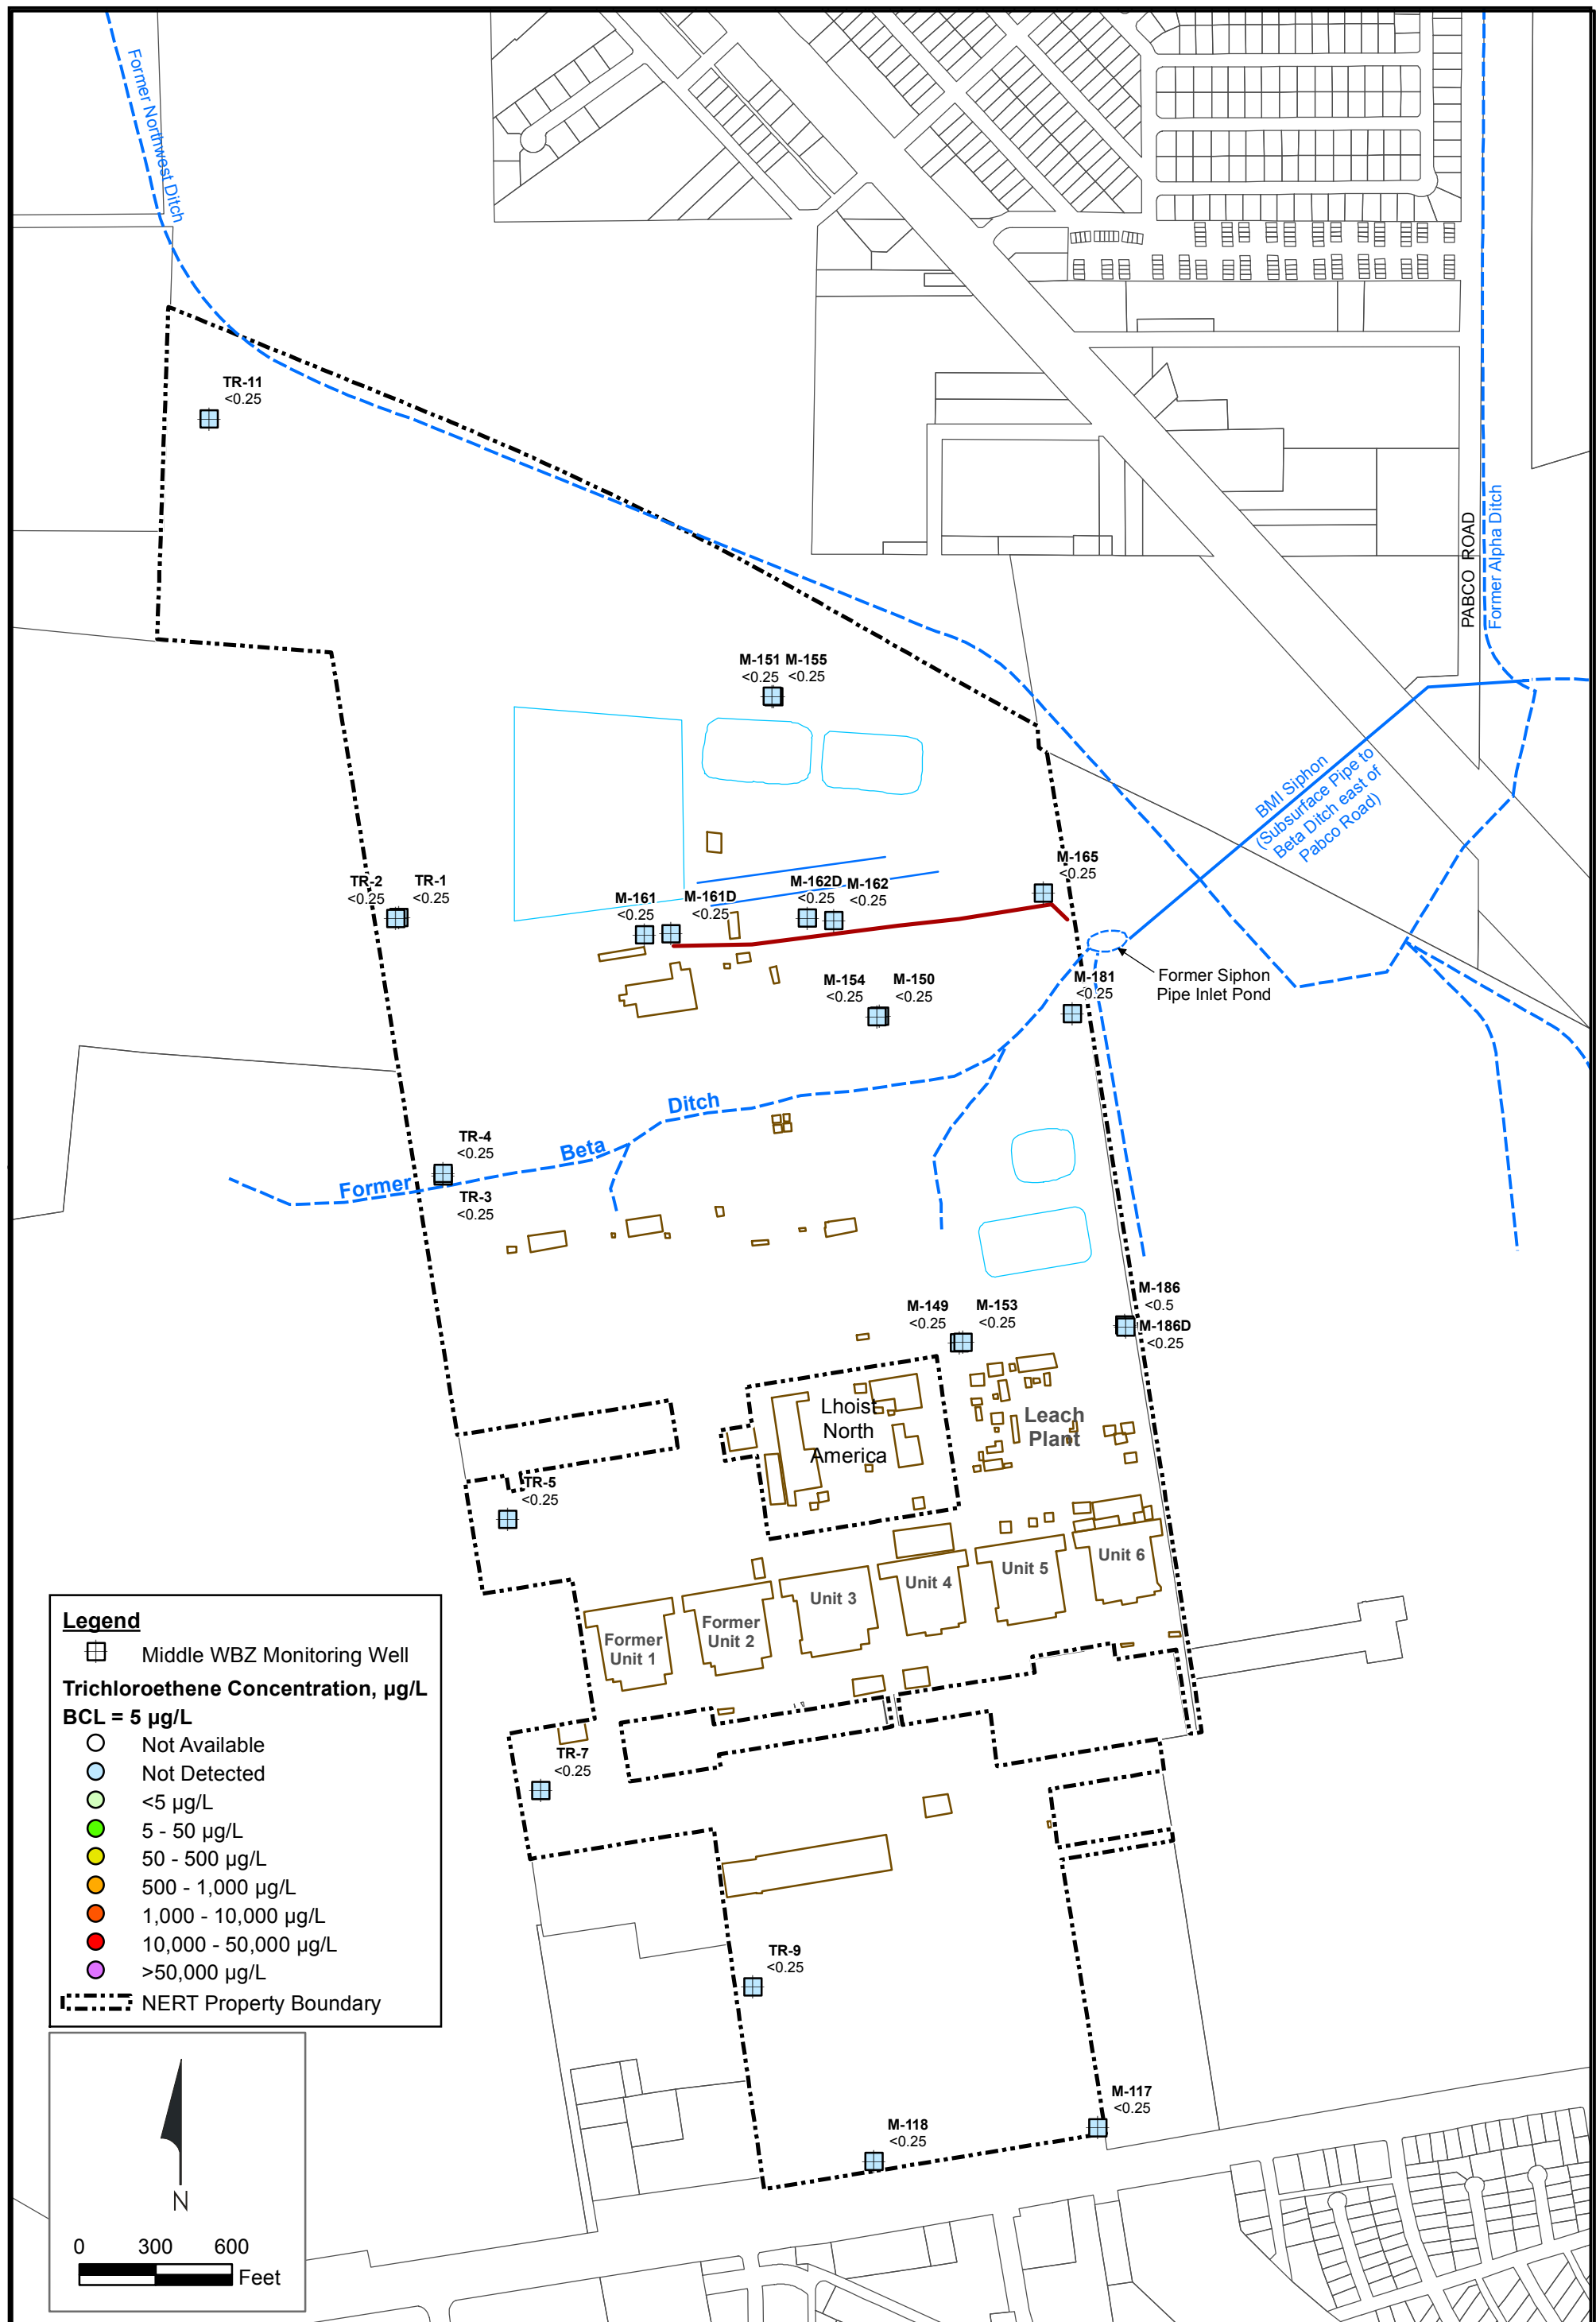 Former Northwest Ditch
TR-11
<0.25
PABCO ROAD
Former Alpha Ditch
M-151 M-155
<0.25 <0.25
BMI Siphon
(Subsurface Pipe to
Beta Ditch east of
Pabco Road)
M-165
<0.25
TR-2 TR-1
<0.25 <0.25
M-161 M-161D
<0.25 <0.25
M-162D M-162
<0.25 <0.25
M-154 M-150
<0.25 <0.25
M-181
<0.25
Former Siphon
Pipe Inlet Pond
Former Beta Ditch
TR-4
<0.25
TR-3
<0.25
M-149 M-153
<0.25 <0.25
M-186
<0.5
M-186D
<0.25
Lhoist
North
America
Leach
Plant
TR-5
<0.25
Former
Unit 1
Former
Unit 2
Unit 3
Unit 4
Unit 5
Unit 6
TR-7
<0.25
TR-9
<0.25
M-117
<0.25
M-118
<0.25
Legend
Middle WBZ Monitoring Well
Trichloroethene Concentration, µg/L
BCL = 5 µg/L
Not Available
Not Detected
<5 µg/L
5 - 50 µg/L
50 - 500 µg/L
500 - 1,000 µg/L
1,000 - 10,000 µg/L
10,000 - 50,000 µg/L
>50,000 µg/L
NERT Property Boundary
N
0 300 600
Feet